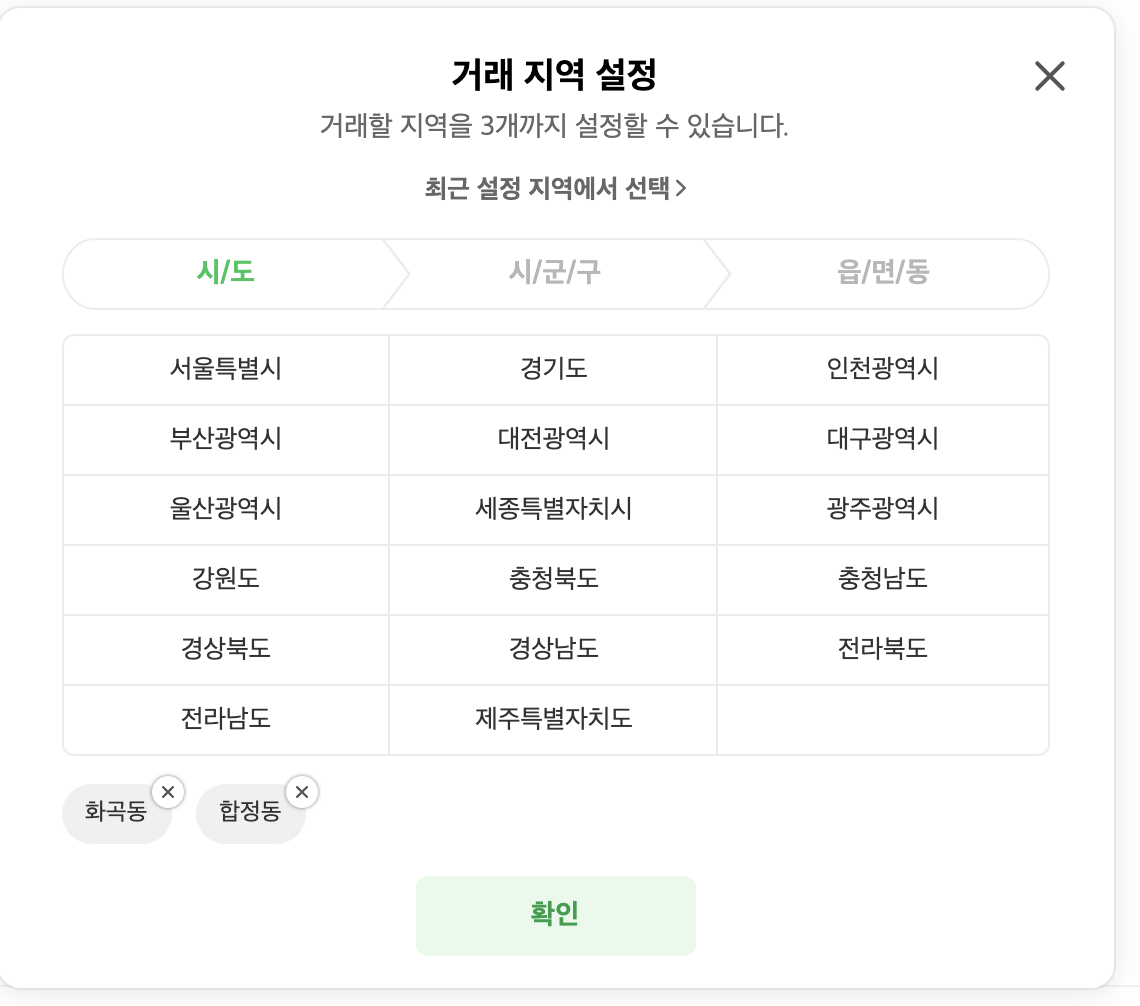 거래 지역 설정
거래할 지역을 3개까지 설정할 수 있습니다.
최근 설정 지역에서 선택 >
시/도 시/군/구 읍/면/동
서울특별시 경기도 인천광역시
부산광역시 대전광역시 대구광역시
울산광역시 세종특별자치시 광주광역시
강원도 충청북도 충청남도
경상북도 경상남도 전라북도
전라남도 제주특별자치도
화곡동 합정동
확인